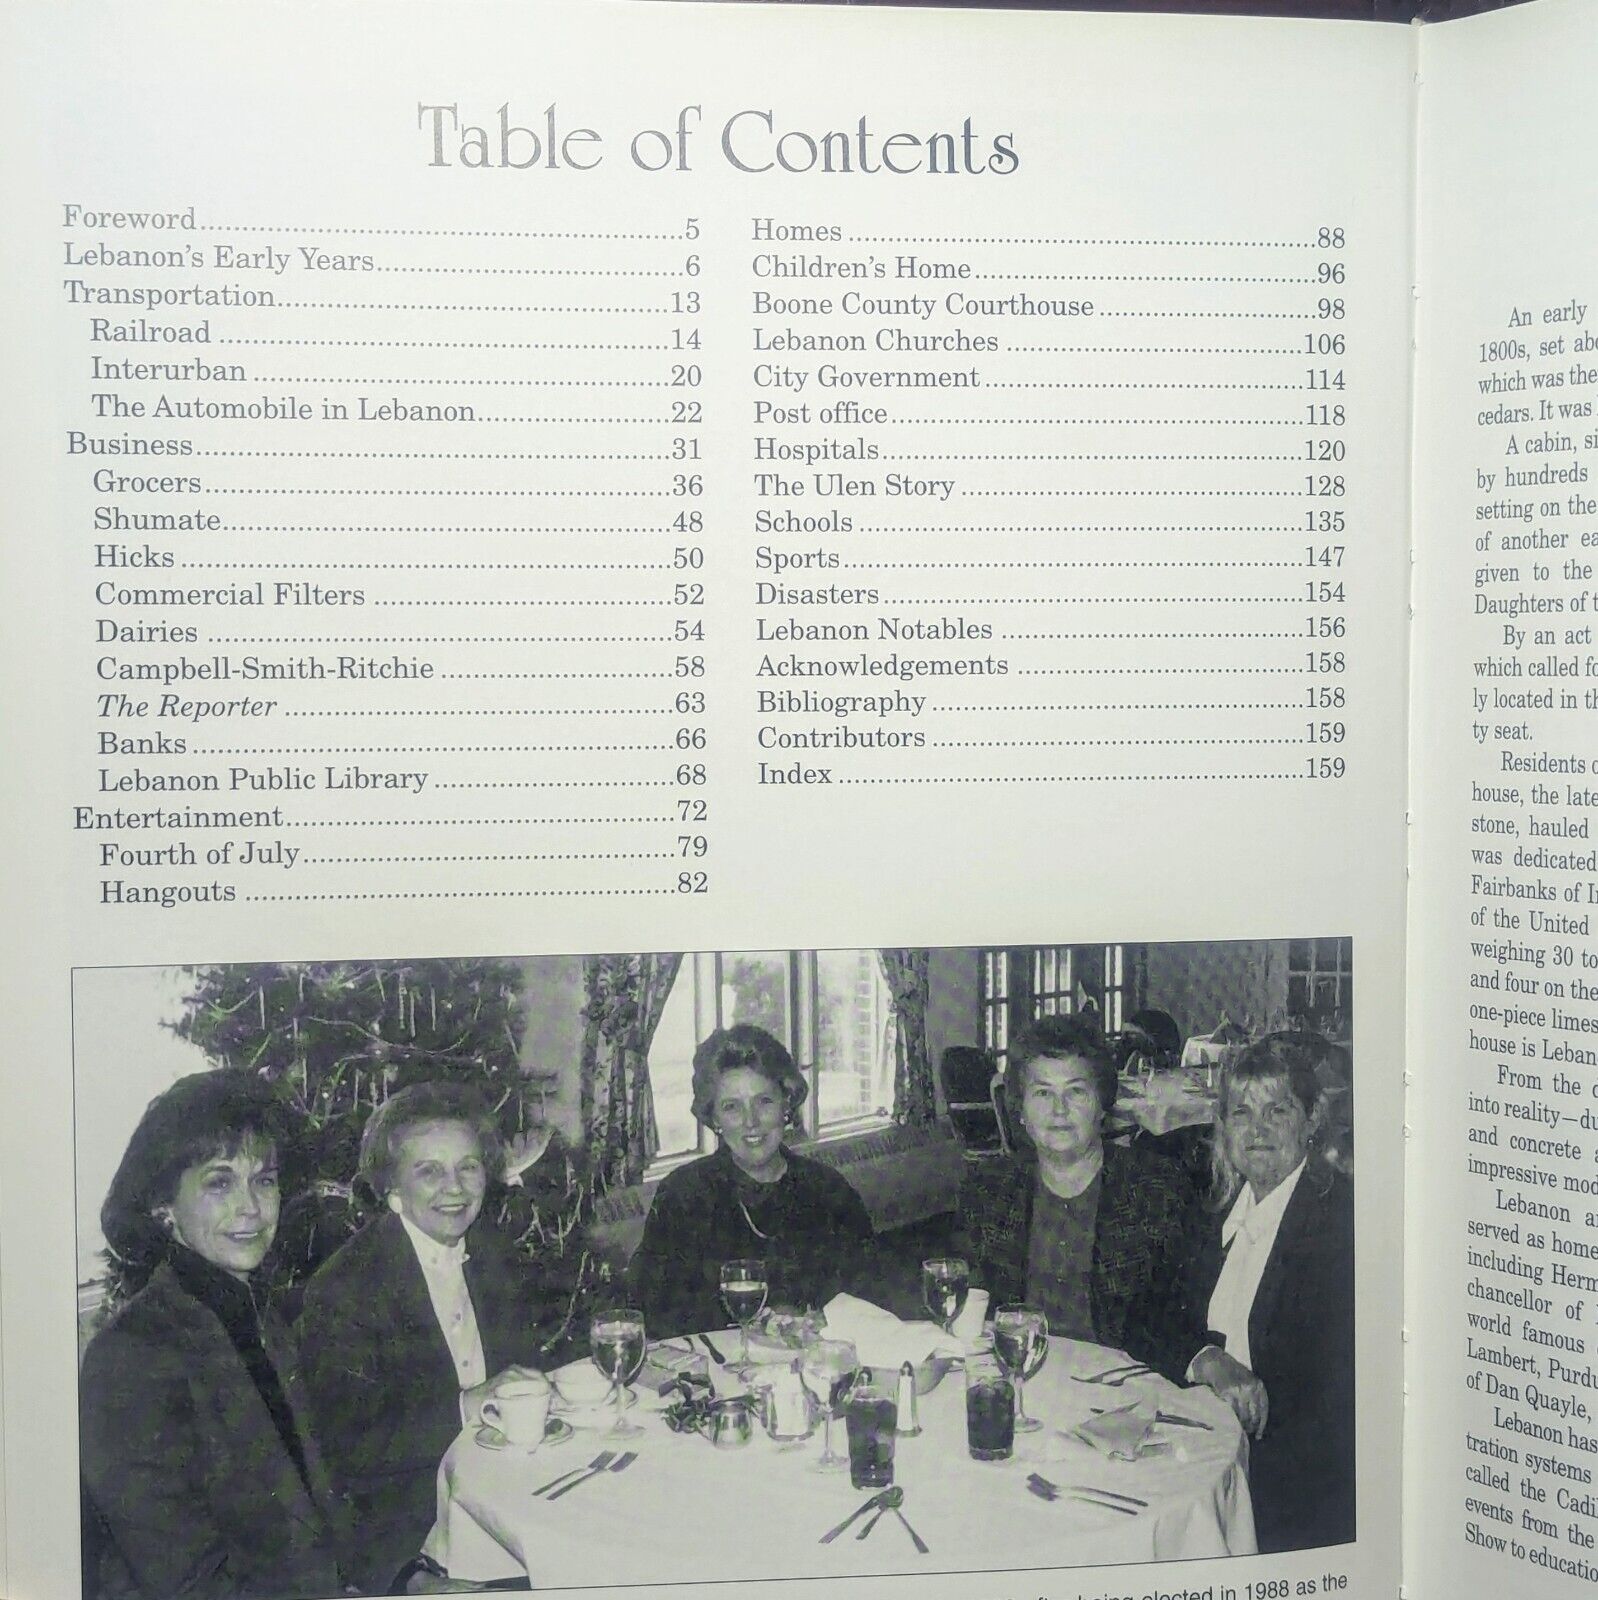 Table of Contents
Foreword..........5
Lebanon's Early Years..........6
Transportation..........13
Railroad ..........14
Interurban ..........20
The Automobile in Lebanon..........22
Business..........31
Grocers..........36
Shumate..........48
Hicks ..........50
Commercial Filters ..........52
Dairies ..........54
Campbell-Smith-Ritchie ..........58
The Reporter ..........63
Banks ..........66
Lebanon Public Library ..........68
Entertainment..........72
Fourth of July..........79
Hangouts ..........82
Homes ..........88
Children's Home..........96
Boone County Courthouse ..........98
Lebanon Churches ..........106
City Government..........114
Post office..........118
Hospitals..........120
The Ulen Story ..........128
Schools ..........135
Sports..........147
Disasters..........154
Lebanon Notables ..........156
Acknowledgements ..........158
Bibliography ..........158
Contributors ..........159
Index ..........159
being elected in 1988 as the
An early
1800s, set
which was the
cedars. It was
A cabin,
by hundreds
setting on the
of another
given to the
Daughters of
By an act
which called
ly located in
ty seat.
Residents
house, the
stone, hauled
was dedicated
Fairbanks of
of the United
weighing 30
and four on the
one-piece
house is
From the
into reality—
and concrete
impressive
Lebanon
served as
including
chancellor of
world famous
Lambert,
of Dan Quayle,
Lebanon has
tration systems
called the
events from the
Show to